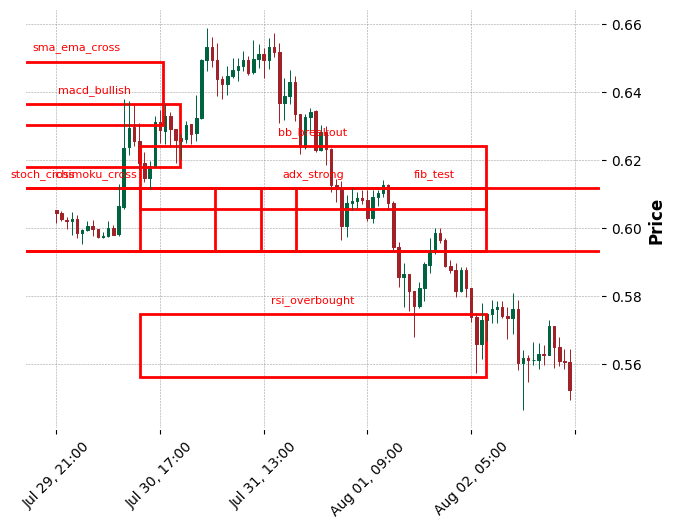 sma_ema_cross
macd_bullish
bb_breakout
stoch_cross
ichimoku_cross
adx_strong
fib_test
rsi_overbought
0.66
0.64
0.62
0.60
0.58
0.56
Price
Jul 29, 21:00
Jul 30, 17:00
Jul 31, 13:00
Aug 01, 09:00
Aug 02, 05:00